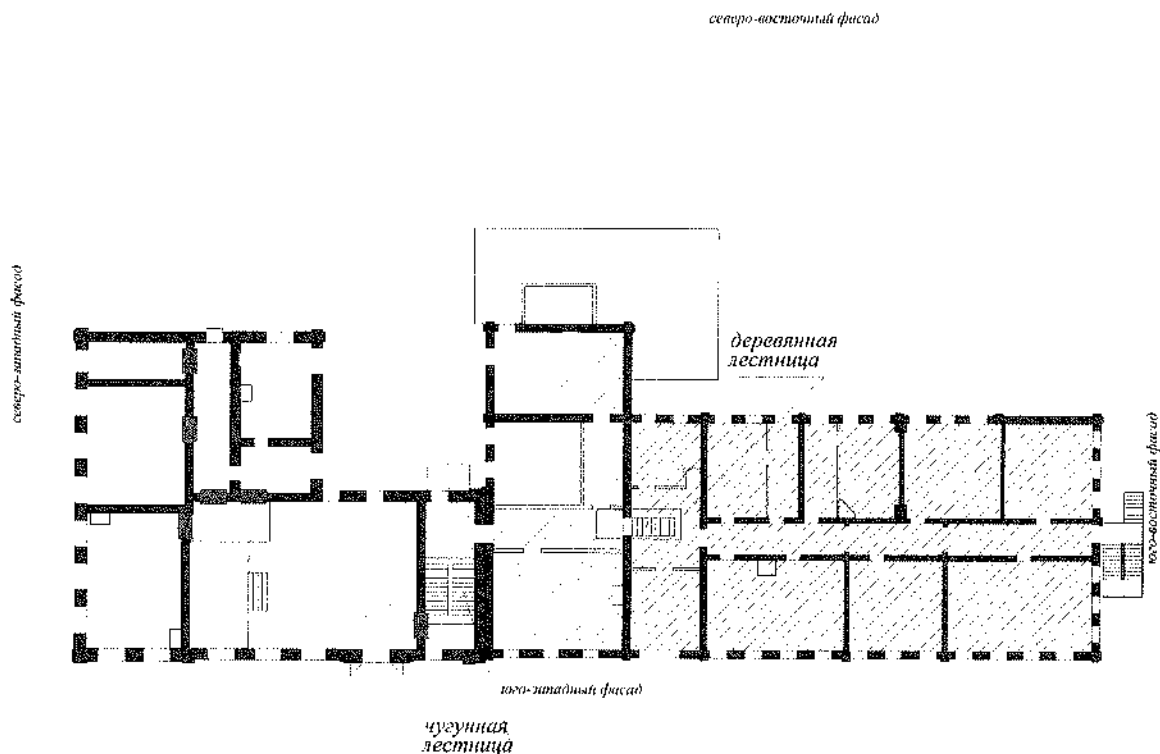 северо-восточный фасад
северо-западный фасад
деревянная
лестница
юго-восточный фасад
юго-западный фасад
чугунная
лестница